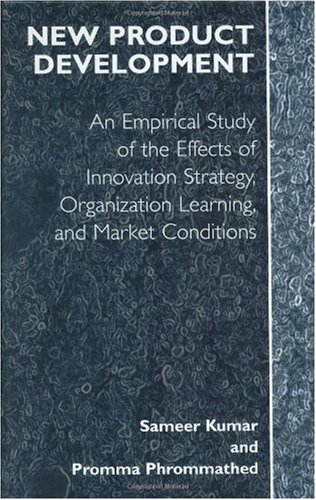 NEW PRODUCT
DEVELOPMENT
An Empirical Study
of the Effects of
Innovation Strategy,
Organization Learning,
and Market Conditions
Sameer Kumar
and
Promma Phrommathed